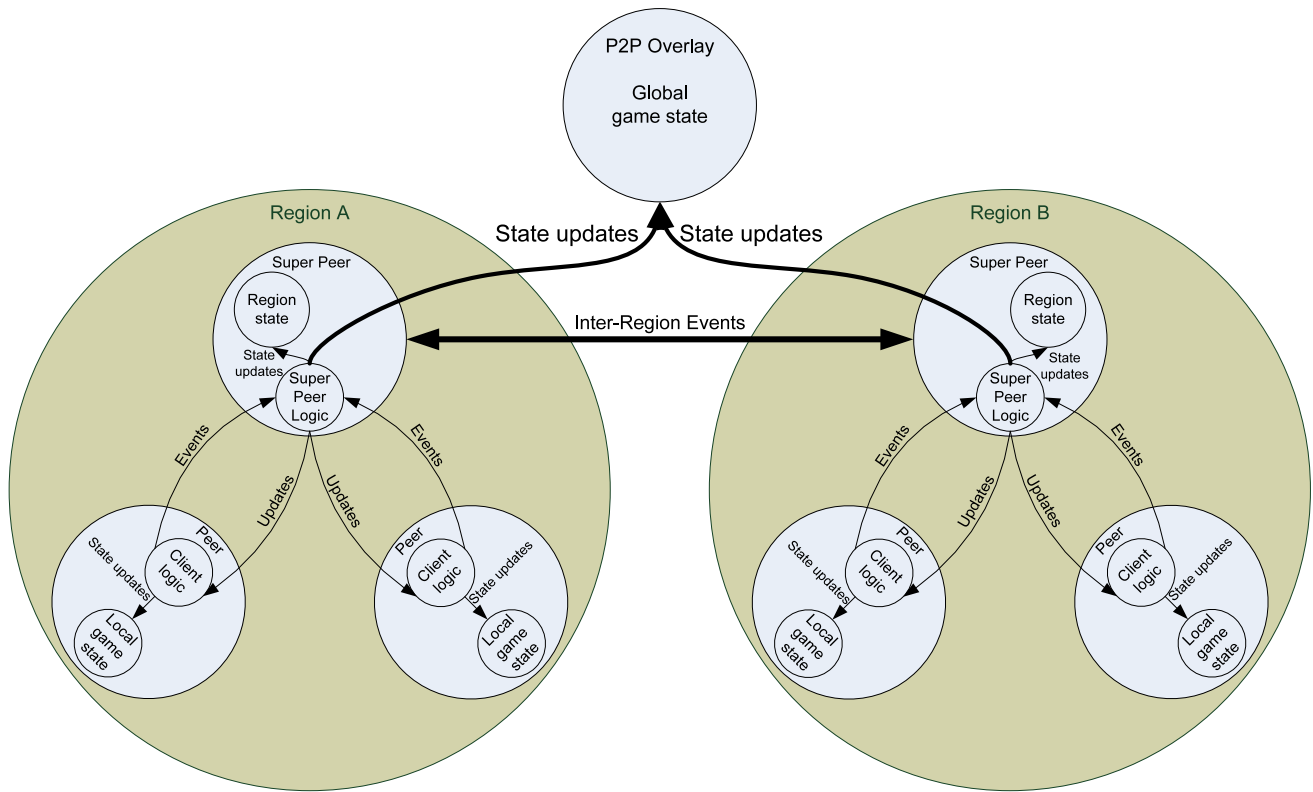 P2P Overlay
Global
game state
Region A
Region B
State updates
State updates
Super Peer
Super Peer
Region
state
Region
state
Inter-Region Events
State
updates
State
updates
Super
Peer
Logic
Super
Peer
Logic
Events
Events
Updates
Updates
Events
Events
Updates
Updates
Peer
Client
logic
State updates
Local
game
state
Peer
Client
logic
State updates
Local
game
state
Peer
Client
logic
State updates
Local
game
state
Peer
Client
logic
State updates
Local
game
state